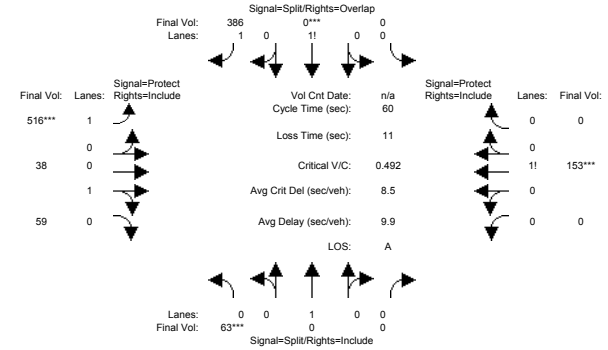 Signal=Split/Rights=Overlap
Final Vol: 386 0*** 0
Lanes: 1 0 1! 0 0
Signal=Protect
Final Vol: Lanes: Rights=Include
Vol Cnt Date: n/a
Signal=Protect
Rights=Include Lanes: Final Vol:
Cycle Time (sec): 60
516*** 1
0 0
Loss Time (sec): 11
0
0
38 0
Critical V/C: 0.492
1! 153***
1
Avg Crit Del (sec/veh): 8.5
0
59 0
Avg Delay (sec/veh): 9.9
0 0
LOS: A
Lanes: 0 0 1 0 0
Final Vol: 63*** 0 0
Signal=Split/Rights=Include